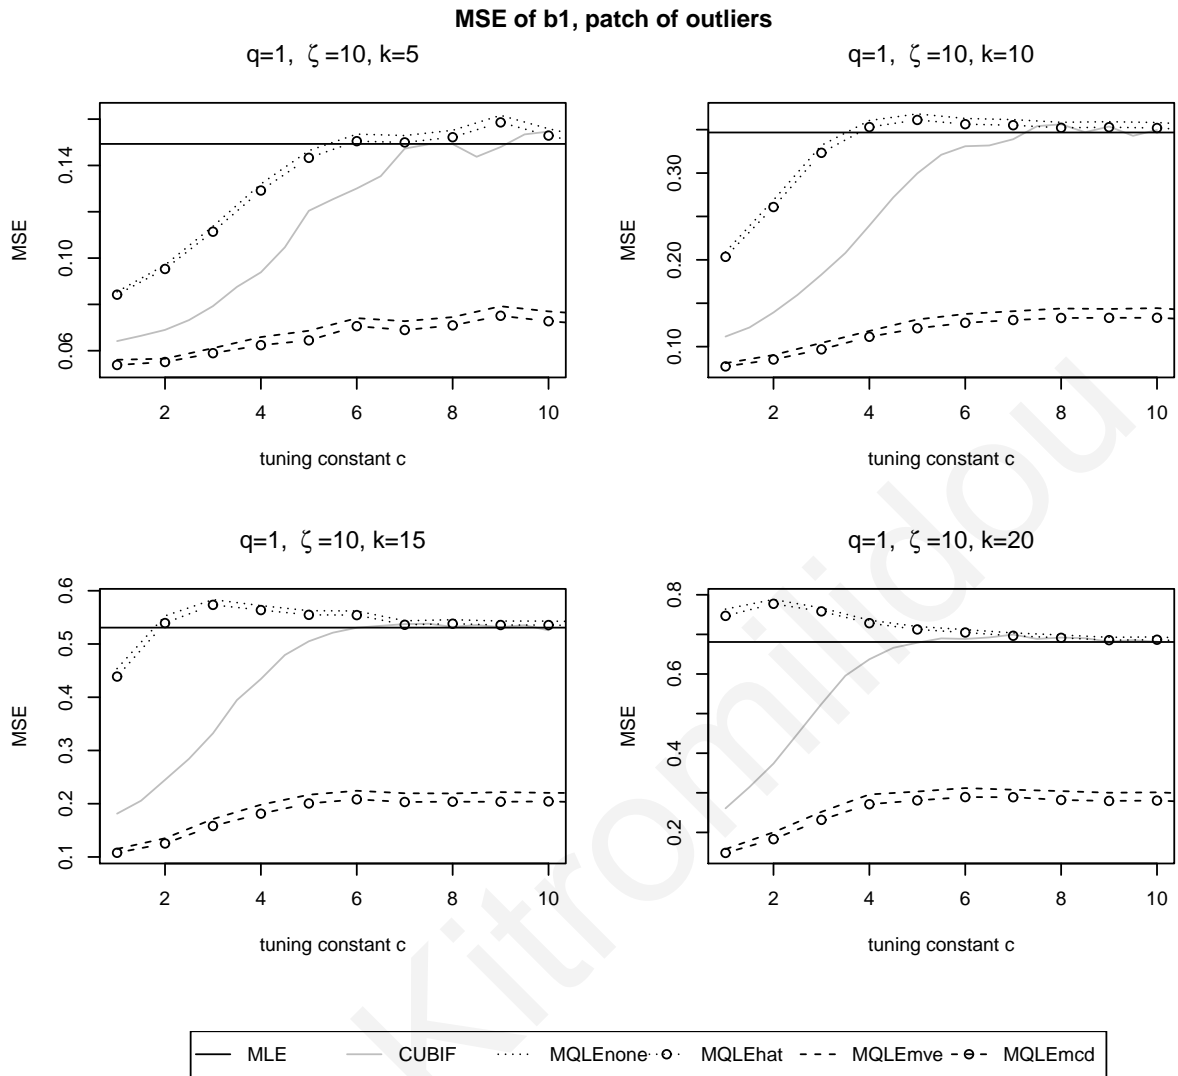 MSE of b1, patch of outliers
q=1, ζ =10, k=5
q=1, ζ =10, k=10
MSE
0.06 0.10 0.14
2 4 6 8 10
tuning constant c
MSE
0.10 0.20 0.30
2 4 6 8 10
tuning constant c
q=1, ζ =10, k=15
q=1, ζ =10, k=20
MSE
0.1 0.2 0.3 0.4 0.5 0.6
2 4 6 8 10
tuning constant c
MSE
0.2 0.4 0.6 0.8
2 4 6 8 10
tuning constant c
MLE CUBIF MQLEnone MQLEhat MQLEmve MQLEmcd
Kitromilidou